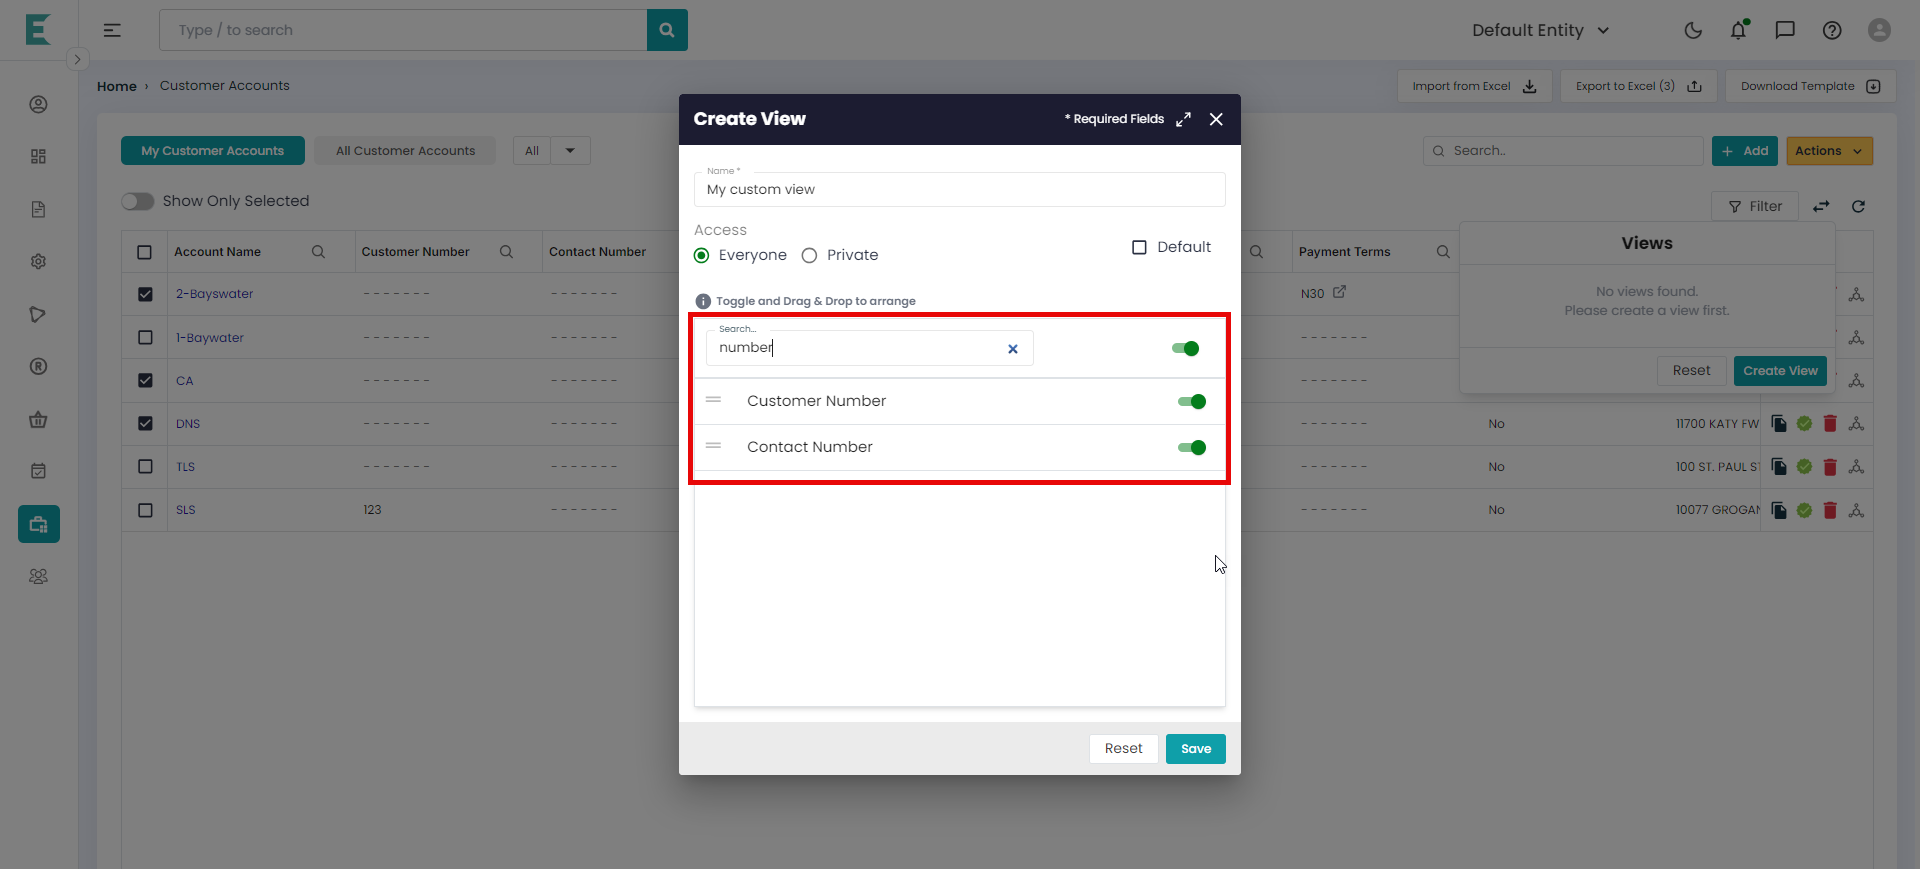 Type / to search
Default Entity
Home › Customer Accounts
Import from Excel
Export to Excel (3)
Download Template
My Customer Accounts
All Customer Accounts
All
Search..
+ Add
Actions
Show Only Selected
Filter
Account Name
Customer Number
Contact Number
Payment Terms
2-Bayswater
- - - - - - -
- - - - - - -
N30
1-Baywater
- - - - - - -
- - - - - - -
- - - - - - -
CA
- - - - - - -
- - - - - - -
- - - - - - -
DNS
- - - - - - -
- - - - - - -
- - - - - - -
No
11700 KATY FW
TLS
- - - - - - -
- - - - - - -
- - - - - - -
No
100 ST. PAUL S
SLS
123
- - - - - - -
- - - - - - -
No
10077 GROGAN
Views
No views found.
Please create a view first.
Reset
Create View
Create View
* Required Fields
Name *
My custom view
Access
Everyone
Private
Default
Toggle and Drag & Drop to arrange
Search...
number
Customer Number
Contact Number
Reset
Save